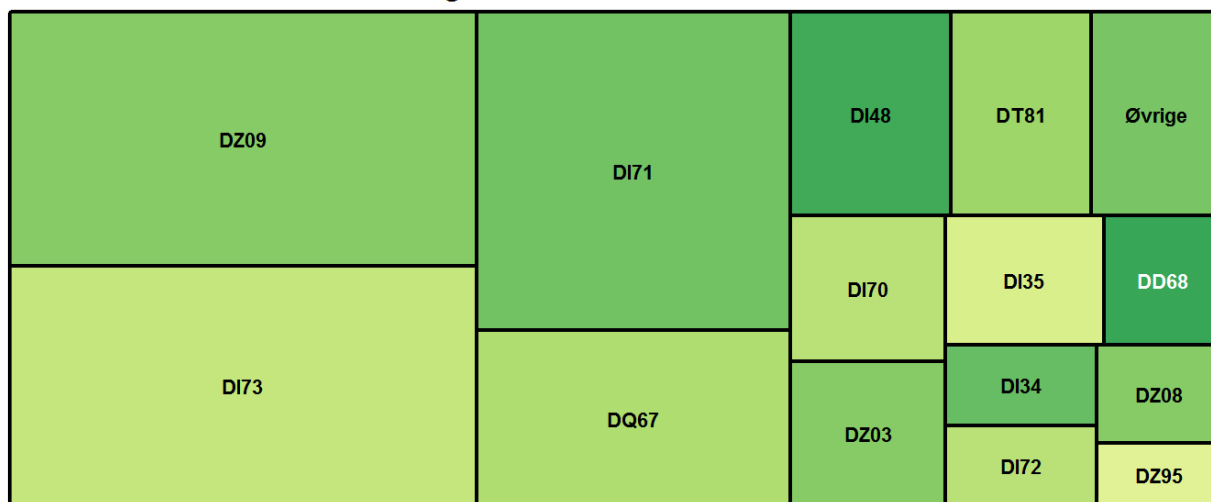 DZ09
DI71
DI48
DT81
Øvrige
DI70
DI35
DD68
DI73
DQ67
DZ03
DI34
DZ08
DI72
DZ95